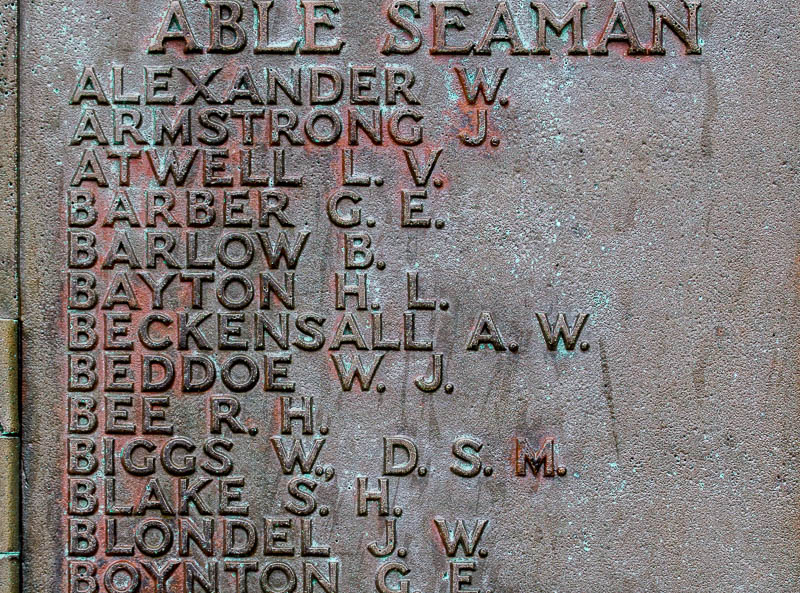 ABLE SEAMAN
ALEXANDER W.
ARMSTRONG J.
ATWELL L. V.
BARBER G. E.
BARLOW B.
BAYTON H. L.
BECKENSALL A. W.
BEDDOE W. J.
BEE R. H.
BIGGS W., D. S. M.
BLAKE S. H.
BLONDEL J. W.
BOYNTON G. E.